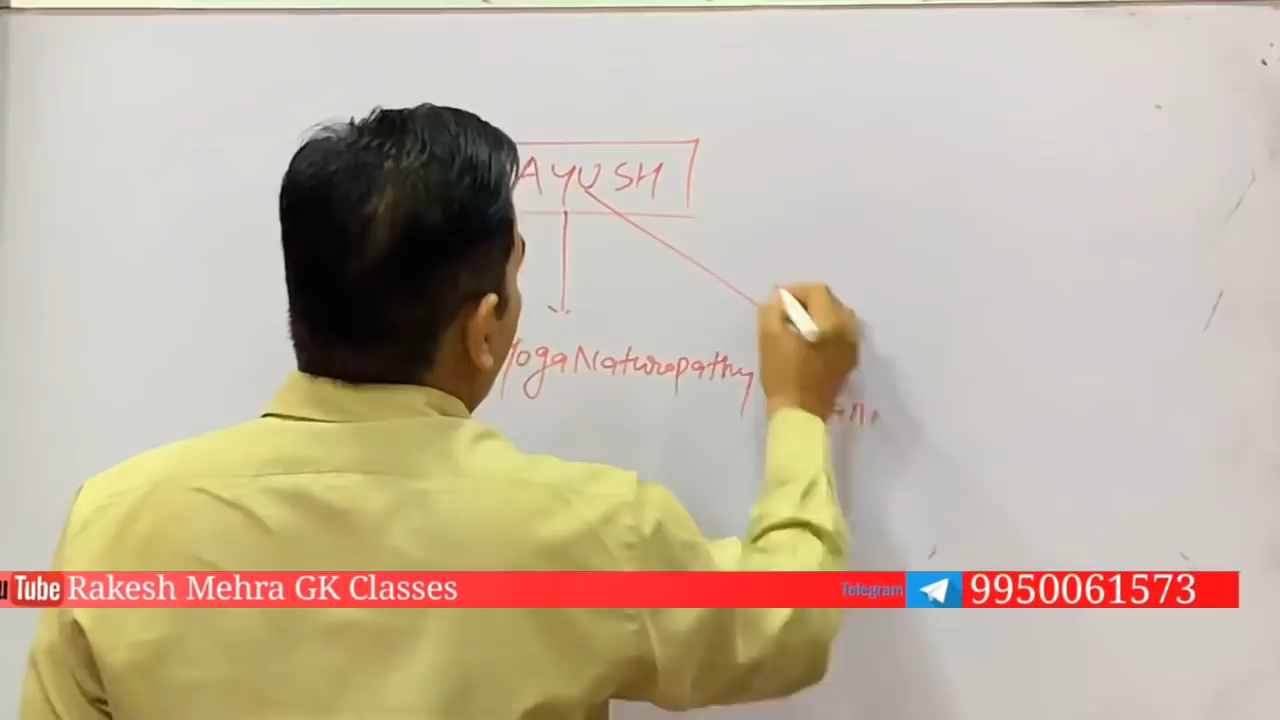 AYUSH
Yoga Naturopathy
Tube Rakesh Mehra GK Classes
Telegram 9950061573